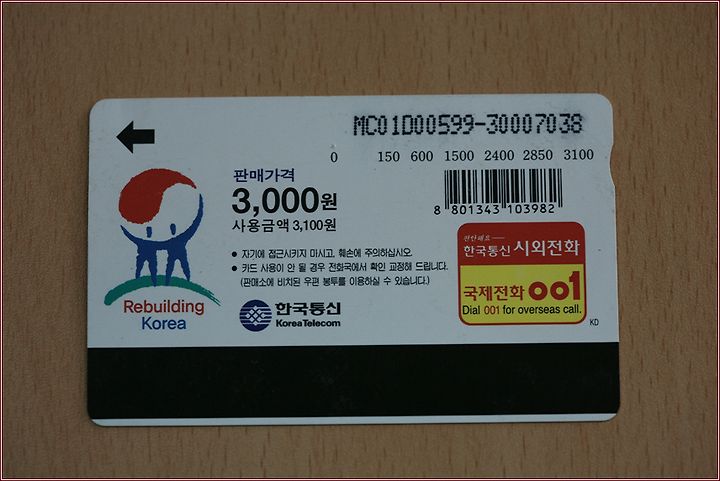 MC01D00599-30007038
0 150 600 1500 2400 2850 3100
판매가격
3,000원
사용금액 3,100원
8 801343 103982
● 자기에 접근시키지 마시고, 훼손에 주의하십시오.
● 카드 사용이 안 될 경우 전화국에서 확인 교정해 드립니다.
(판매소에 비치된 우편 봉투를 이용하실 수 있습니다.)
Rebuilding
Korea
한국통신
Korea Telecom
한국통신 시외전화
국제전화 001
Dial 001 for overseas call.
KD